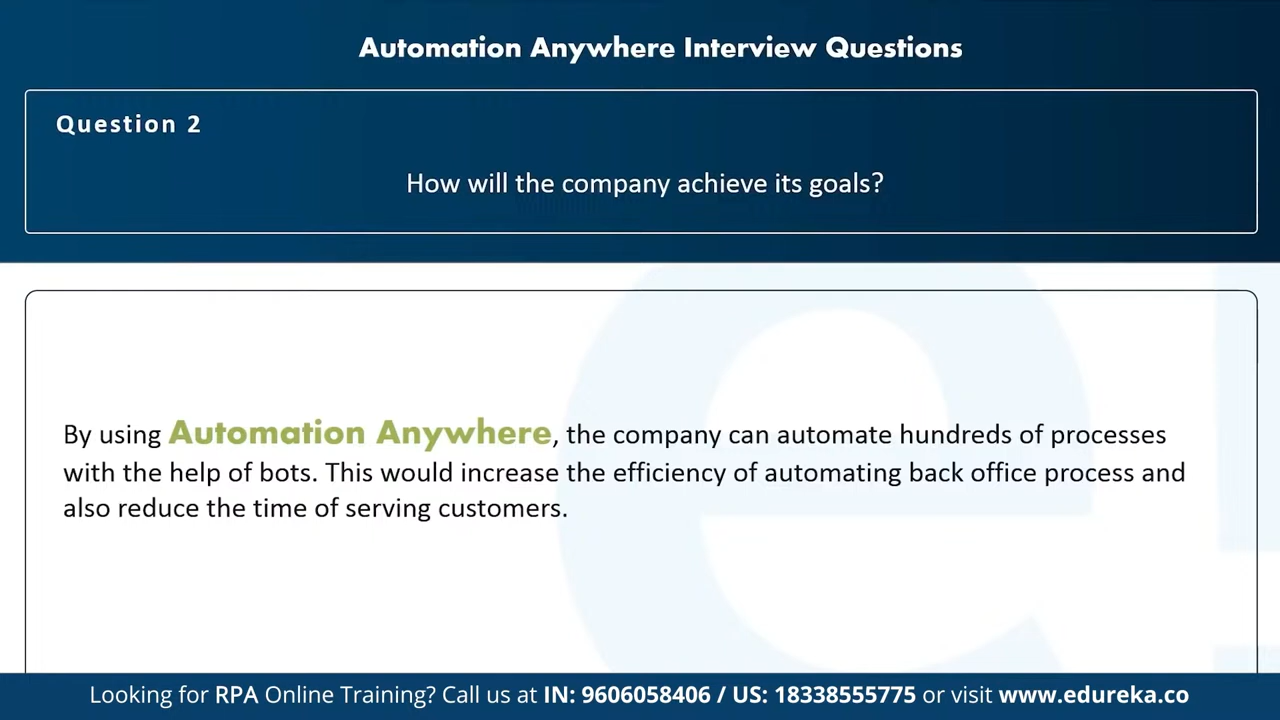 Automation Anywhere Interview Questions
Question 2
How will the company achieve its goals?
By using Automation Anywhere, the company can automate hundreds of processes
with the help of bots. This would increase the efficiency of automating back office process and
also reduce the time of serving customers.
Looking for RPA Online Training? Call us at IN: 9606058406 / US: 18338555775 or visit www.edureka.co